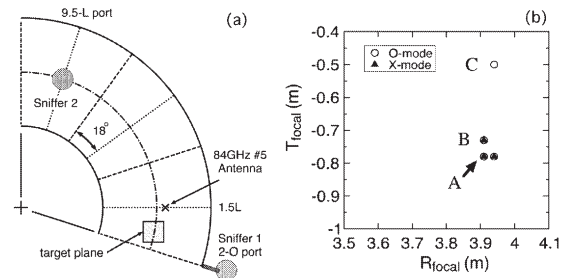 9.5-L port
(a)
Sniffer 2
18°
84GHz #5
Antenna
1.5L
target plane
Sniffer 1
2-O port
(b)
O-mode
X-mode
C
B
A
-0.4
-0.5
-0.6
-0.7
-0.8
-0.9
-1
T focal (m)
3.5
3.6
3.7
3.8
3.9
4
4.1
R focal (m)